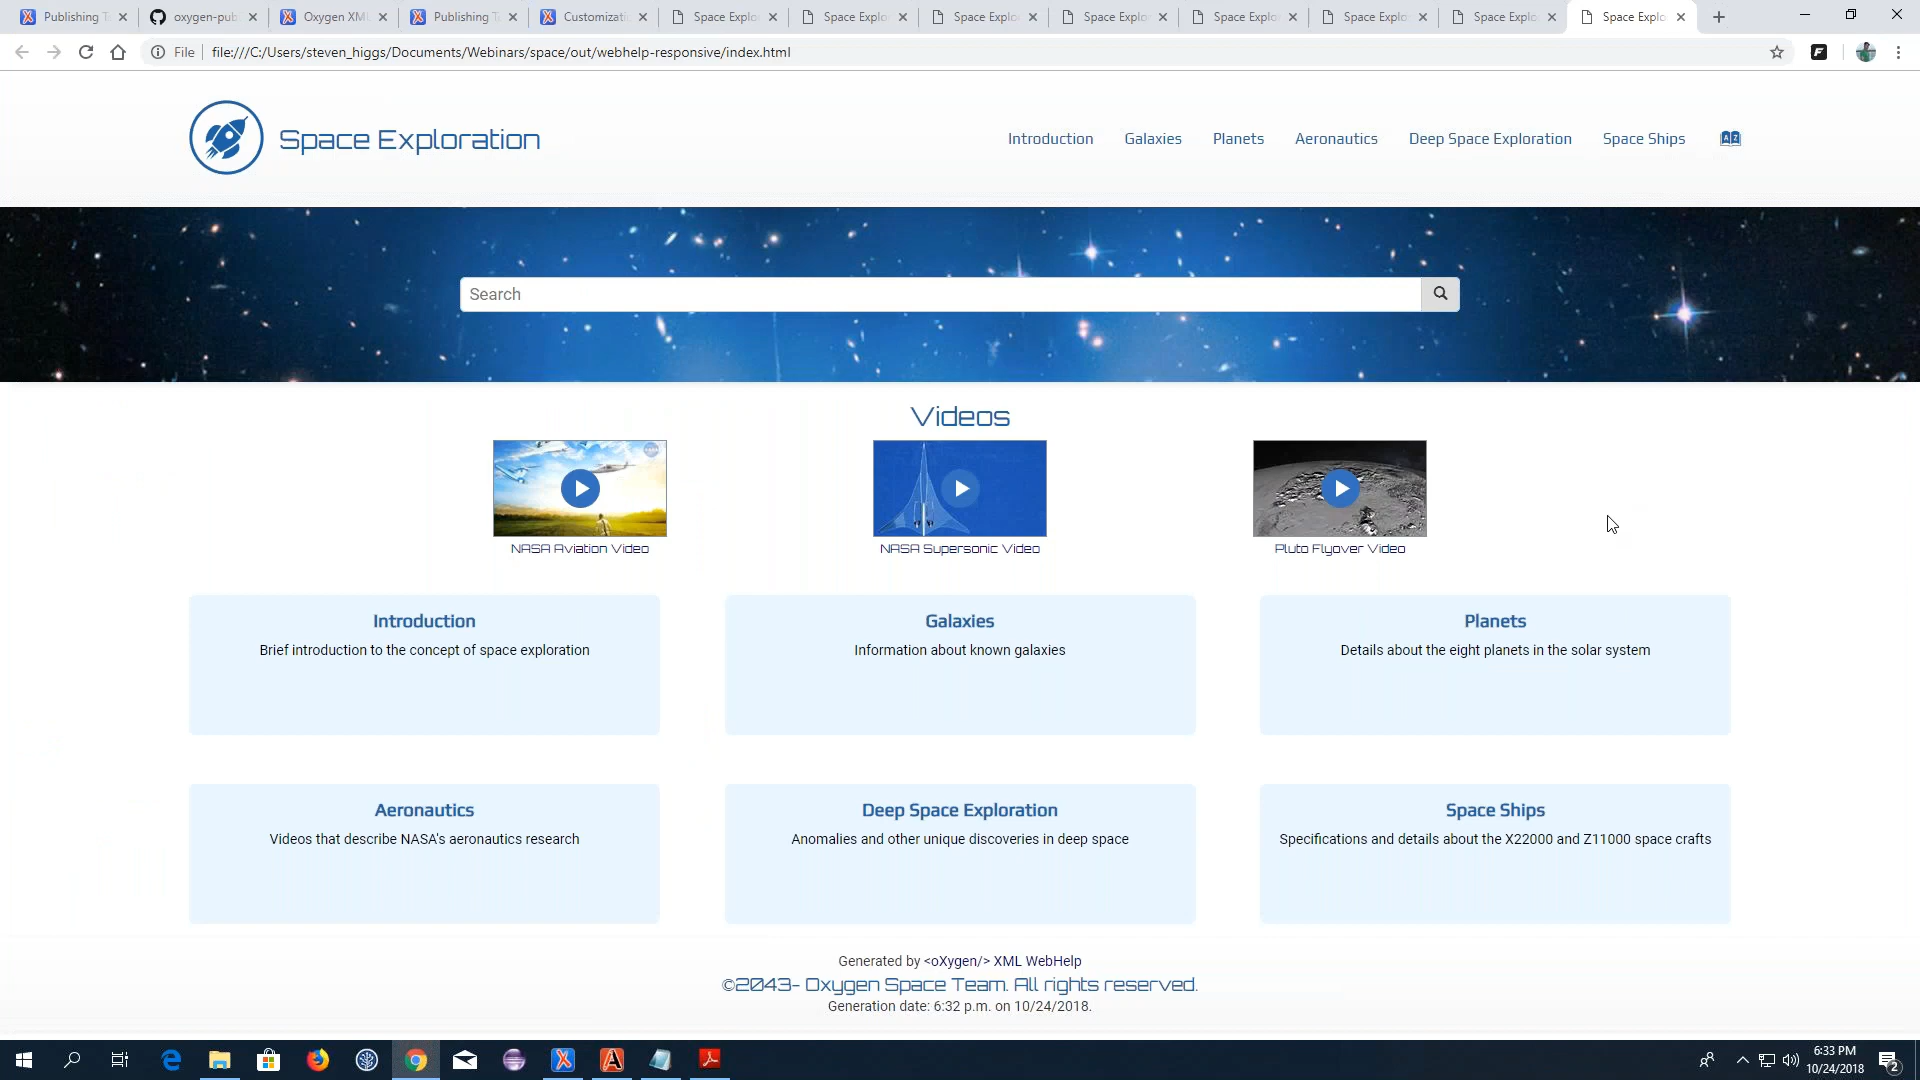 Publishing T
oxygen-pub
Oxygen XML
Publishing T
Customizati
Space Explo
Space Explo
Space Explo
Space Explo
Space Explo
Space Explo
Space Explo
Space Explo
File
file:///C:/Users/steven_higgs/Documents/Webinars/space/out/webhelp-responsive/index.html
Space Exploration
Introduction
Galaxies
Planets
Aeronautics
Deep Space Exploration
Space Ships
A Z
Search
Videos
NASA Aviation Video
NASA Supersonic Video
Pluto Flyover Video
Introduction
Brief introduction to the concept of space exploration
Galaxies
Information about known galaxies
Planets
Details about the eight planets in the solar system
Aeronautics
Videos that describe NASA's aeronautics research
Deep Space Exploration
Anomalies and other unique discoveries in deep space
Space Ships
Specifications and details about the X22000 and Z11000 space crafts
Generated by <oXygen/> XML WebHelp
©2043- Oxygen Space Team. All rights reserved.
Generation date: 6:32 p.m. on 10/24/2018.
6:33 PM
10/24/2018
2